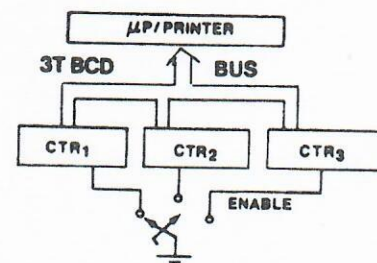 µP/PRINTER
3T BCD BUS
CTR₁ CTR₂ CTR₃
ENABLE